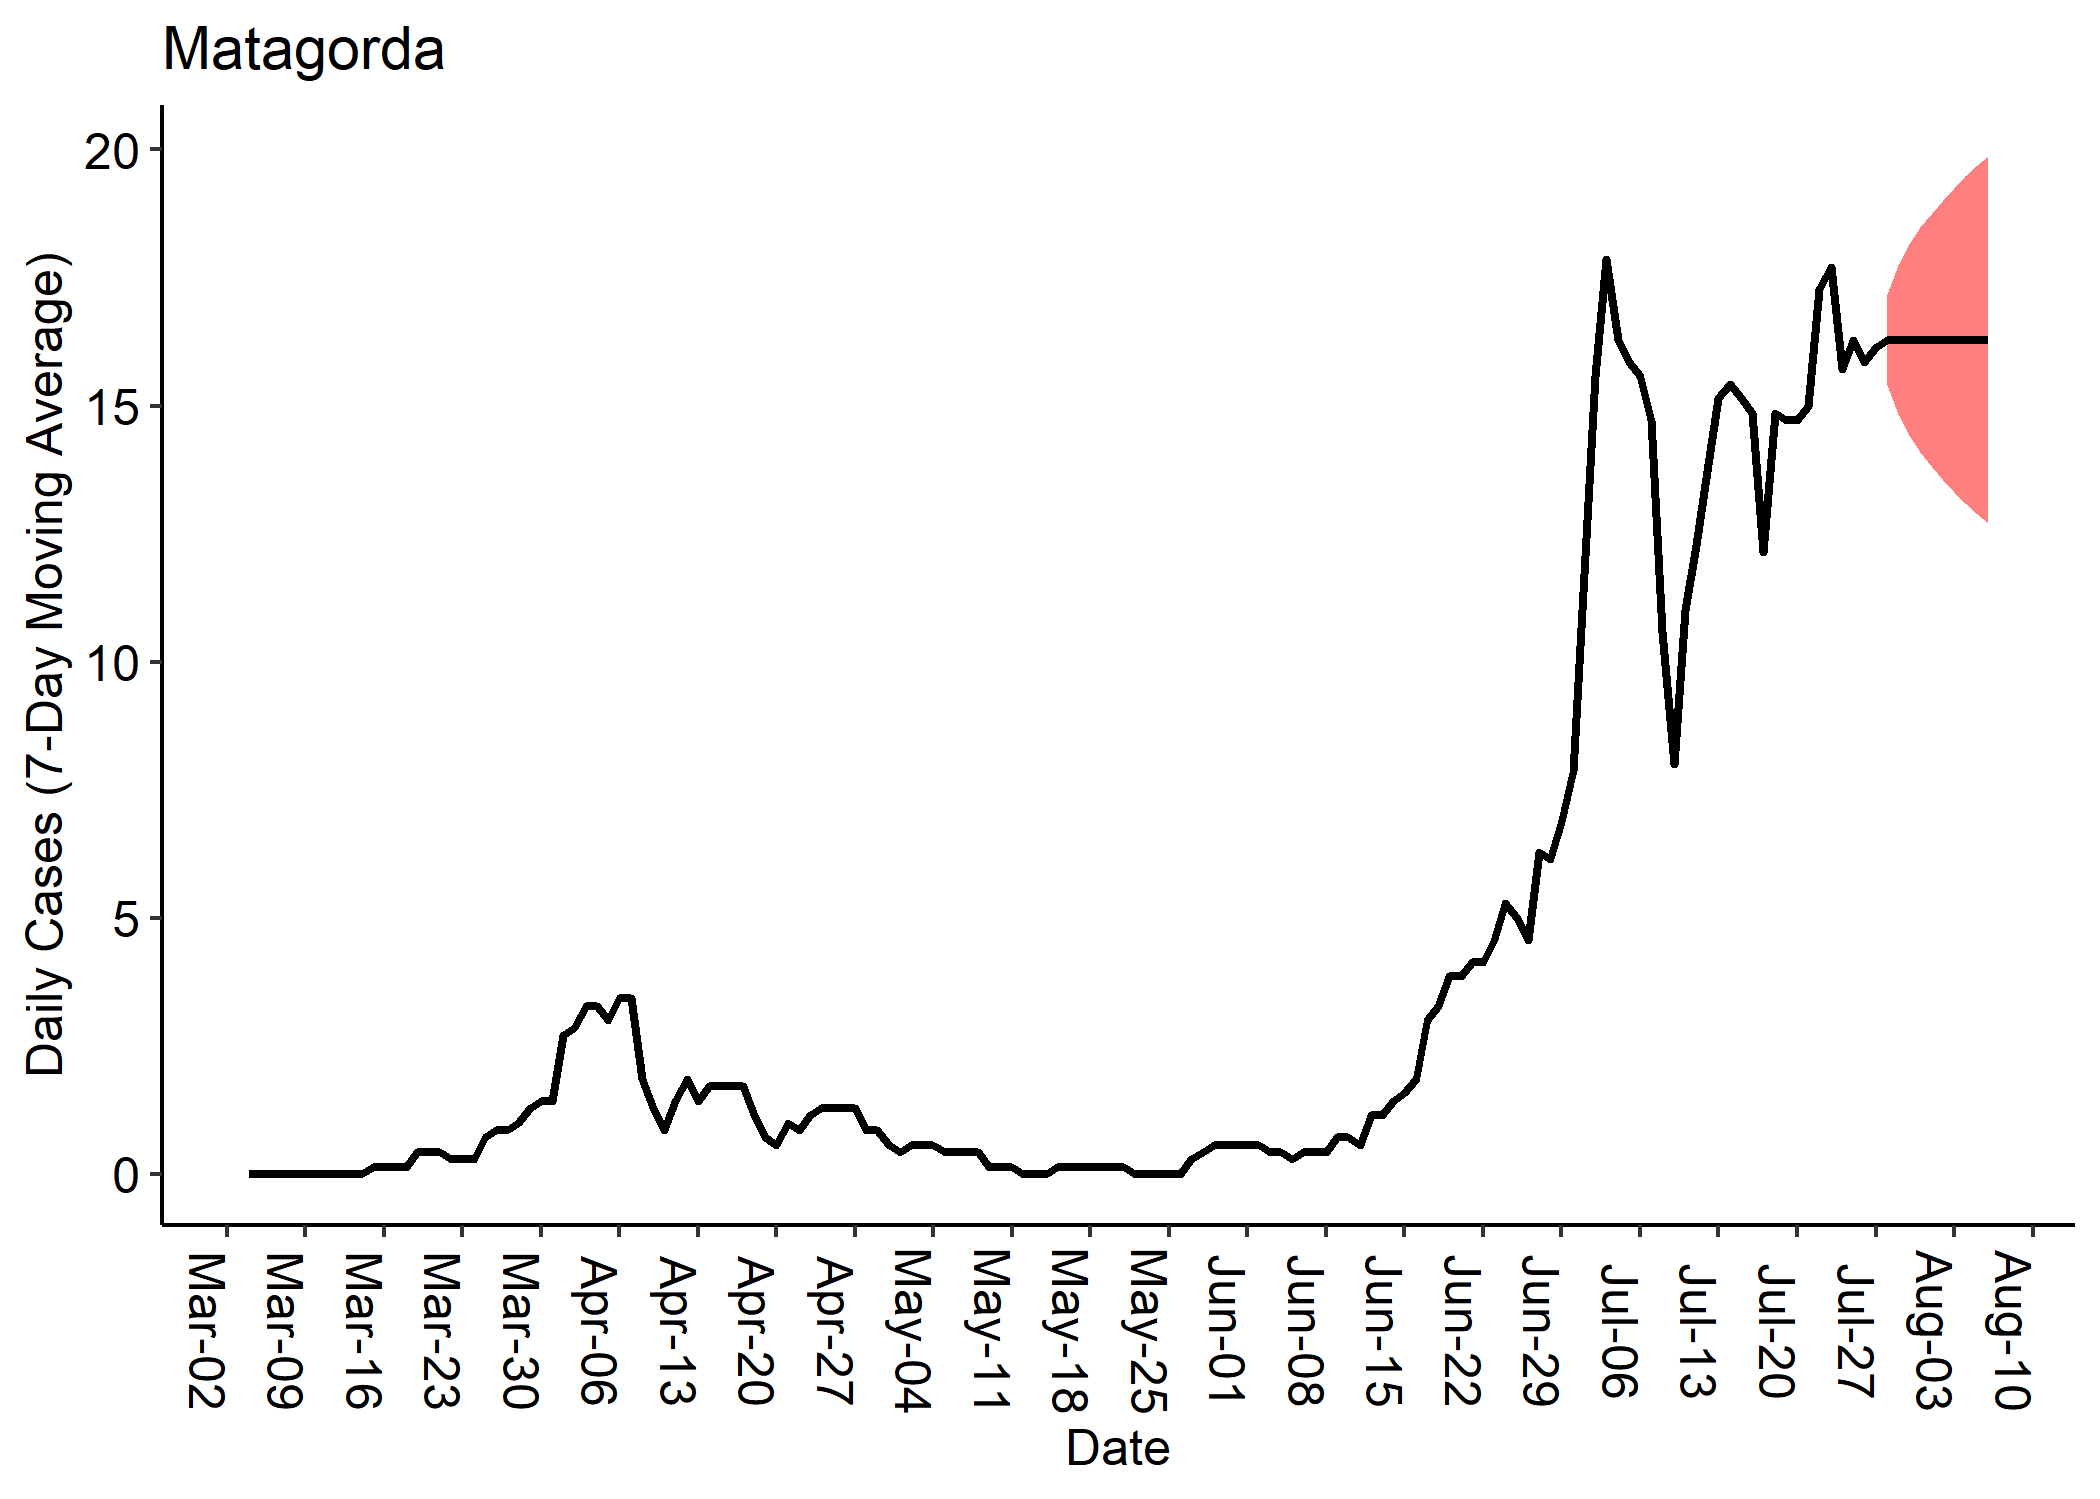 Matagorda
Daily Cases (7-Day Moving Average)
20
15
10
5
0
Mar-02
Mar-09
Mar-16
Mar-23
Mar-30
Apr-06
Apr-13
Apr-20
Apr-27
May-04
May-11
May-18
May-25
Jun-01
Jun-08
Jun-15
Jun-22
Jun-29
Jul-06
Jul-13
Jul-20
Jul-27
Aug-03
Aug-10
Date